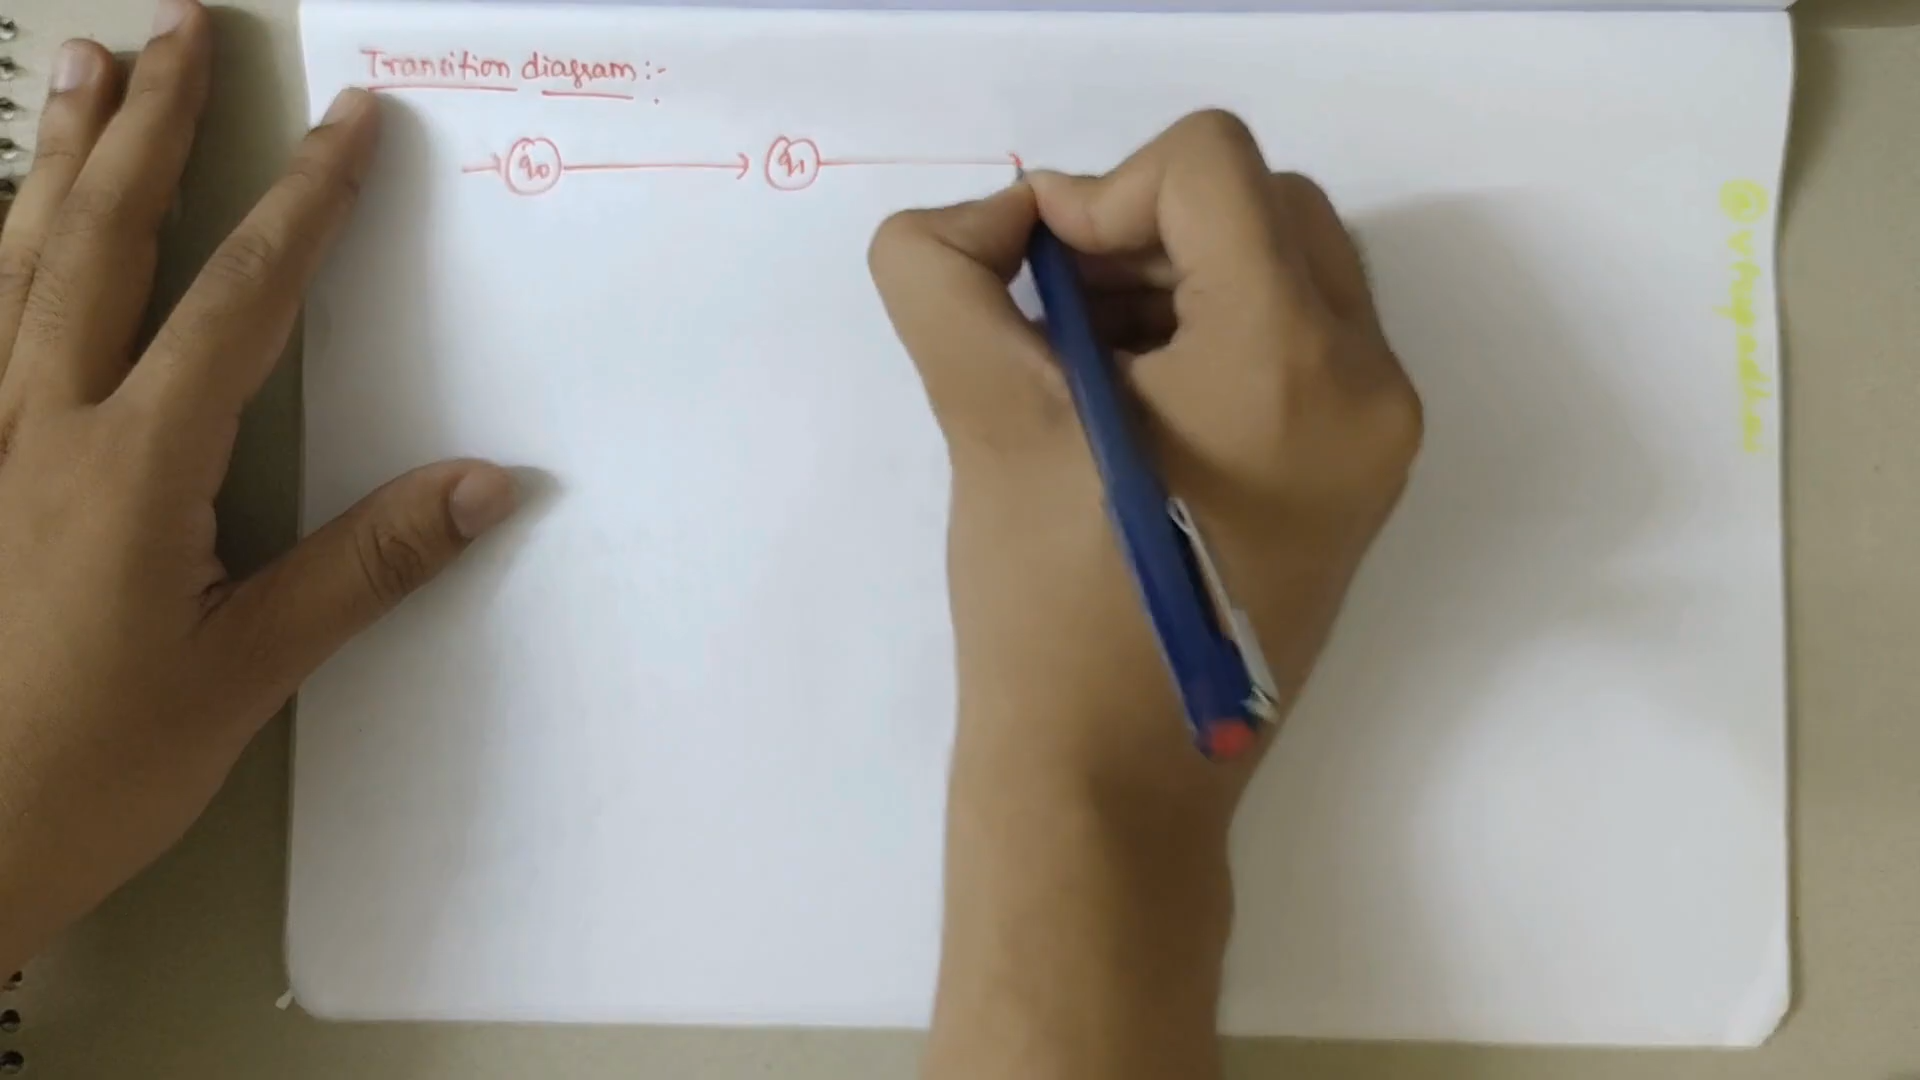 Transition diagram :-
q0 q1